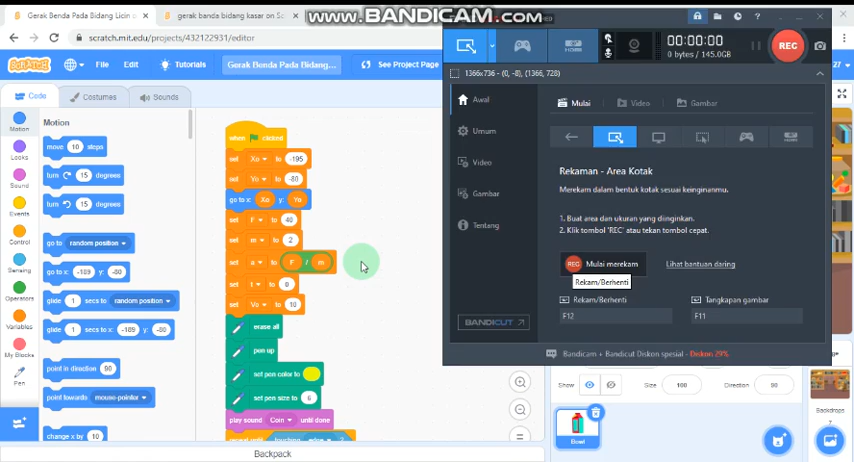 Gerak Benda Pada Bidang Licin o
gerak banda bidang kasar on Sc
www.BANDICAM.com
scratch.mit.edu/projects/432122931/editor
File
Edit
Tutorials
Gerak Benda Pada Bidang...
See Project Page
Code
Costumes
Sounds
Motion
Looks
Sound
Events
Control
Sensing
Operators
Variables
My Blocks
Pen
Motion
move 10 steps
turn 15 degrees
turn 15 degrees
go to random position
go to x: -189 y: -80
glide 1 secs to random position
glide 1 secs to x: -189 y: -80
point in direction 90
point towards mouse-pointer
change x by 10
when clicked
set Xo to -195
set Yo to -80
go to x: Xo y: Yo
set F to 40
set m to 2
set a to F / m
set t to 0
set Vo to 10
erase all
pen up
set pen color to
set pen size to 6
play sound Coin until done
repeat until touching edge ?
Backpack
00:00:00
0 bytes / 145.0GB
REC
1366x736 - (0, -8), (1366, 728)
Awal
Umum
Video
Gambar
Tentang
BANDICUT
Mulai
Video
Gambar
Rekaman - Area Kotak
Merekam dalam bentuk kotak sesuai keinginanmu.
1. Buat area dan ukuran yang diinginkan.
2. Klik tombol 'REC' atau tekan tombol cepat.
REC Mulai merekam
Lihat bantuan daring
Rekam/Berhenti
Rekam/Berhenti
Tangkapan gambar
F12
F11
Bandicam + Bandicut Diskon spesial - Diskon 29%
Show
Size 100
Direction 90
Bowl
Backdrops
7